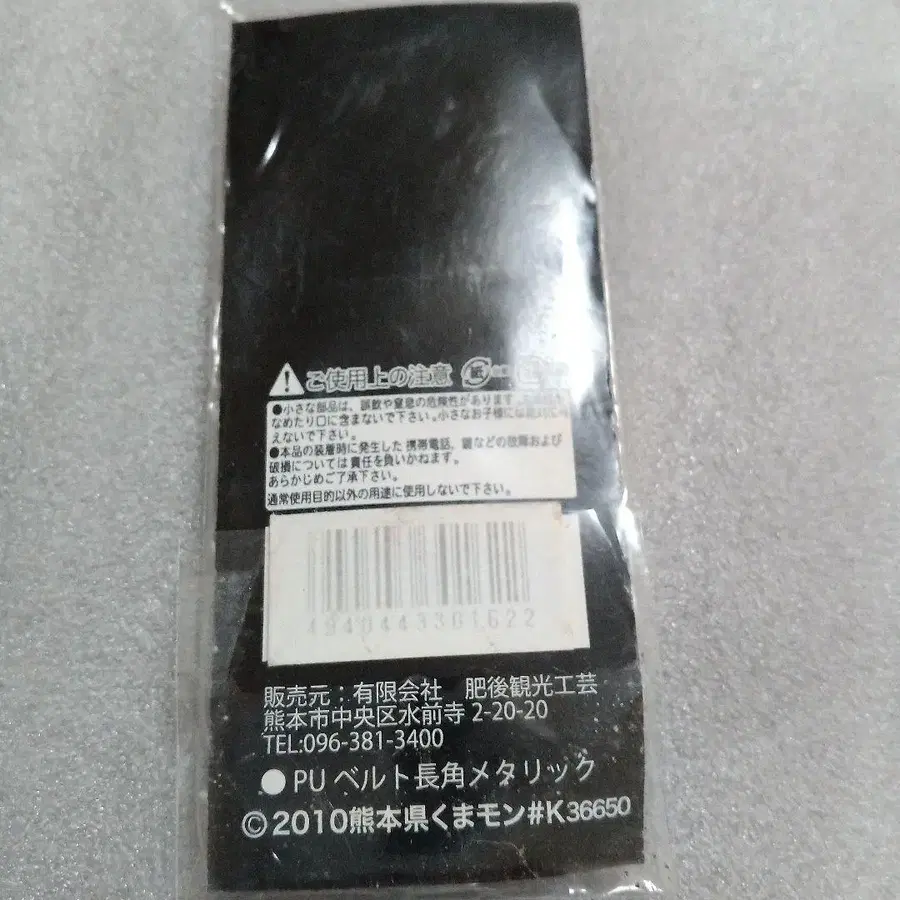 ご使用上の注意 紙
●小さな部品は、誤飲や窒息の危険性があります
なめたり口に含まないで下さい。小さなお子様には絶対に与
えないで下さい。
●本品の装着時に発生した 携帯電話、鍵などの故障および
破損については責任を負いかねます。
あらかじめご了承下さい。
通常使用目的以外の用途に使用しないで下さい。
4940443301622
販売元：有限会社 肥後観光工芸
熊本市中央区水前寺 2-20-20
TEL:096-381-3400
●PU ベルト長角メタリック
©2010熊本県くまモン#K36650